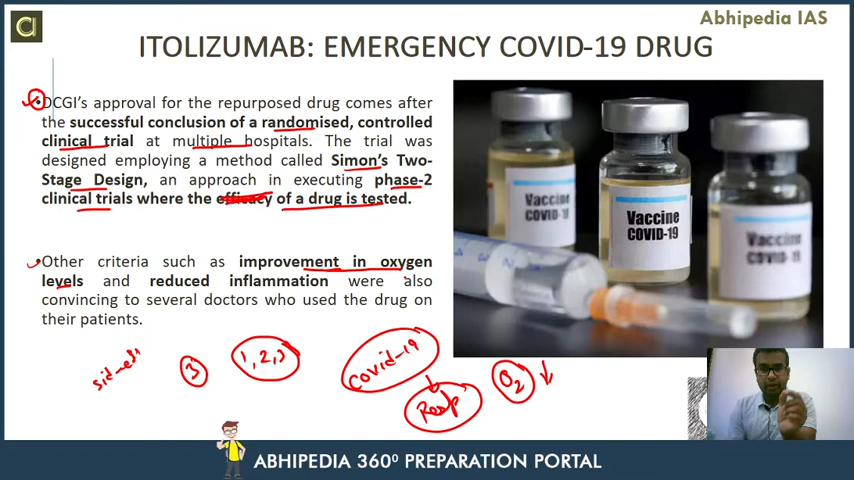 Abhipedia IAS
ITOLIZUMAB: EMERGENCY COVID-19 DRUG
• DCGI's approval for the repurposed drug comes after
the successful conclusion of a randomised, controlled
clinical trial at multiple hospitals. The trial was
designed employing a method called Simon's Two-
Stage Design, an approach in executing phase-2
clinical trials where the efficacy of a drug is tested.
• Other criteria such as improvement in oxygen
levels and reduced inflammation were also
convincing to several doctors who used the drug on
their patients.
Vaccine
COVID-19
Vaccine
COVID-19
Vaccine
COVID-19
3
1,2,3
Covid-19
Resp
O2 ↓
ABHIPEDIA 360⁰ PREPARATION PORTAL